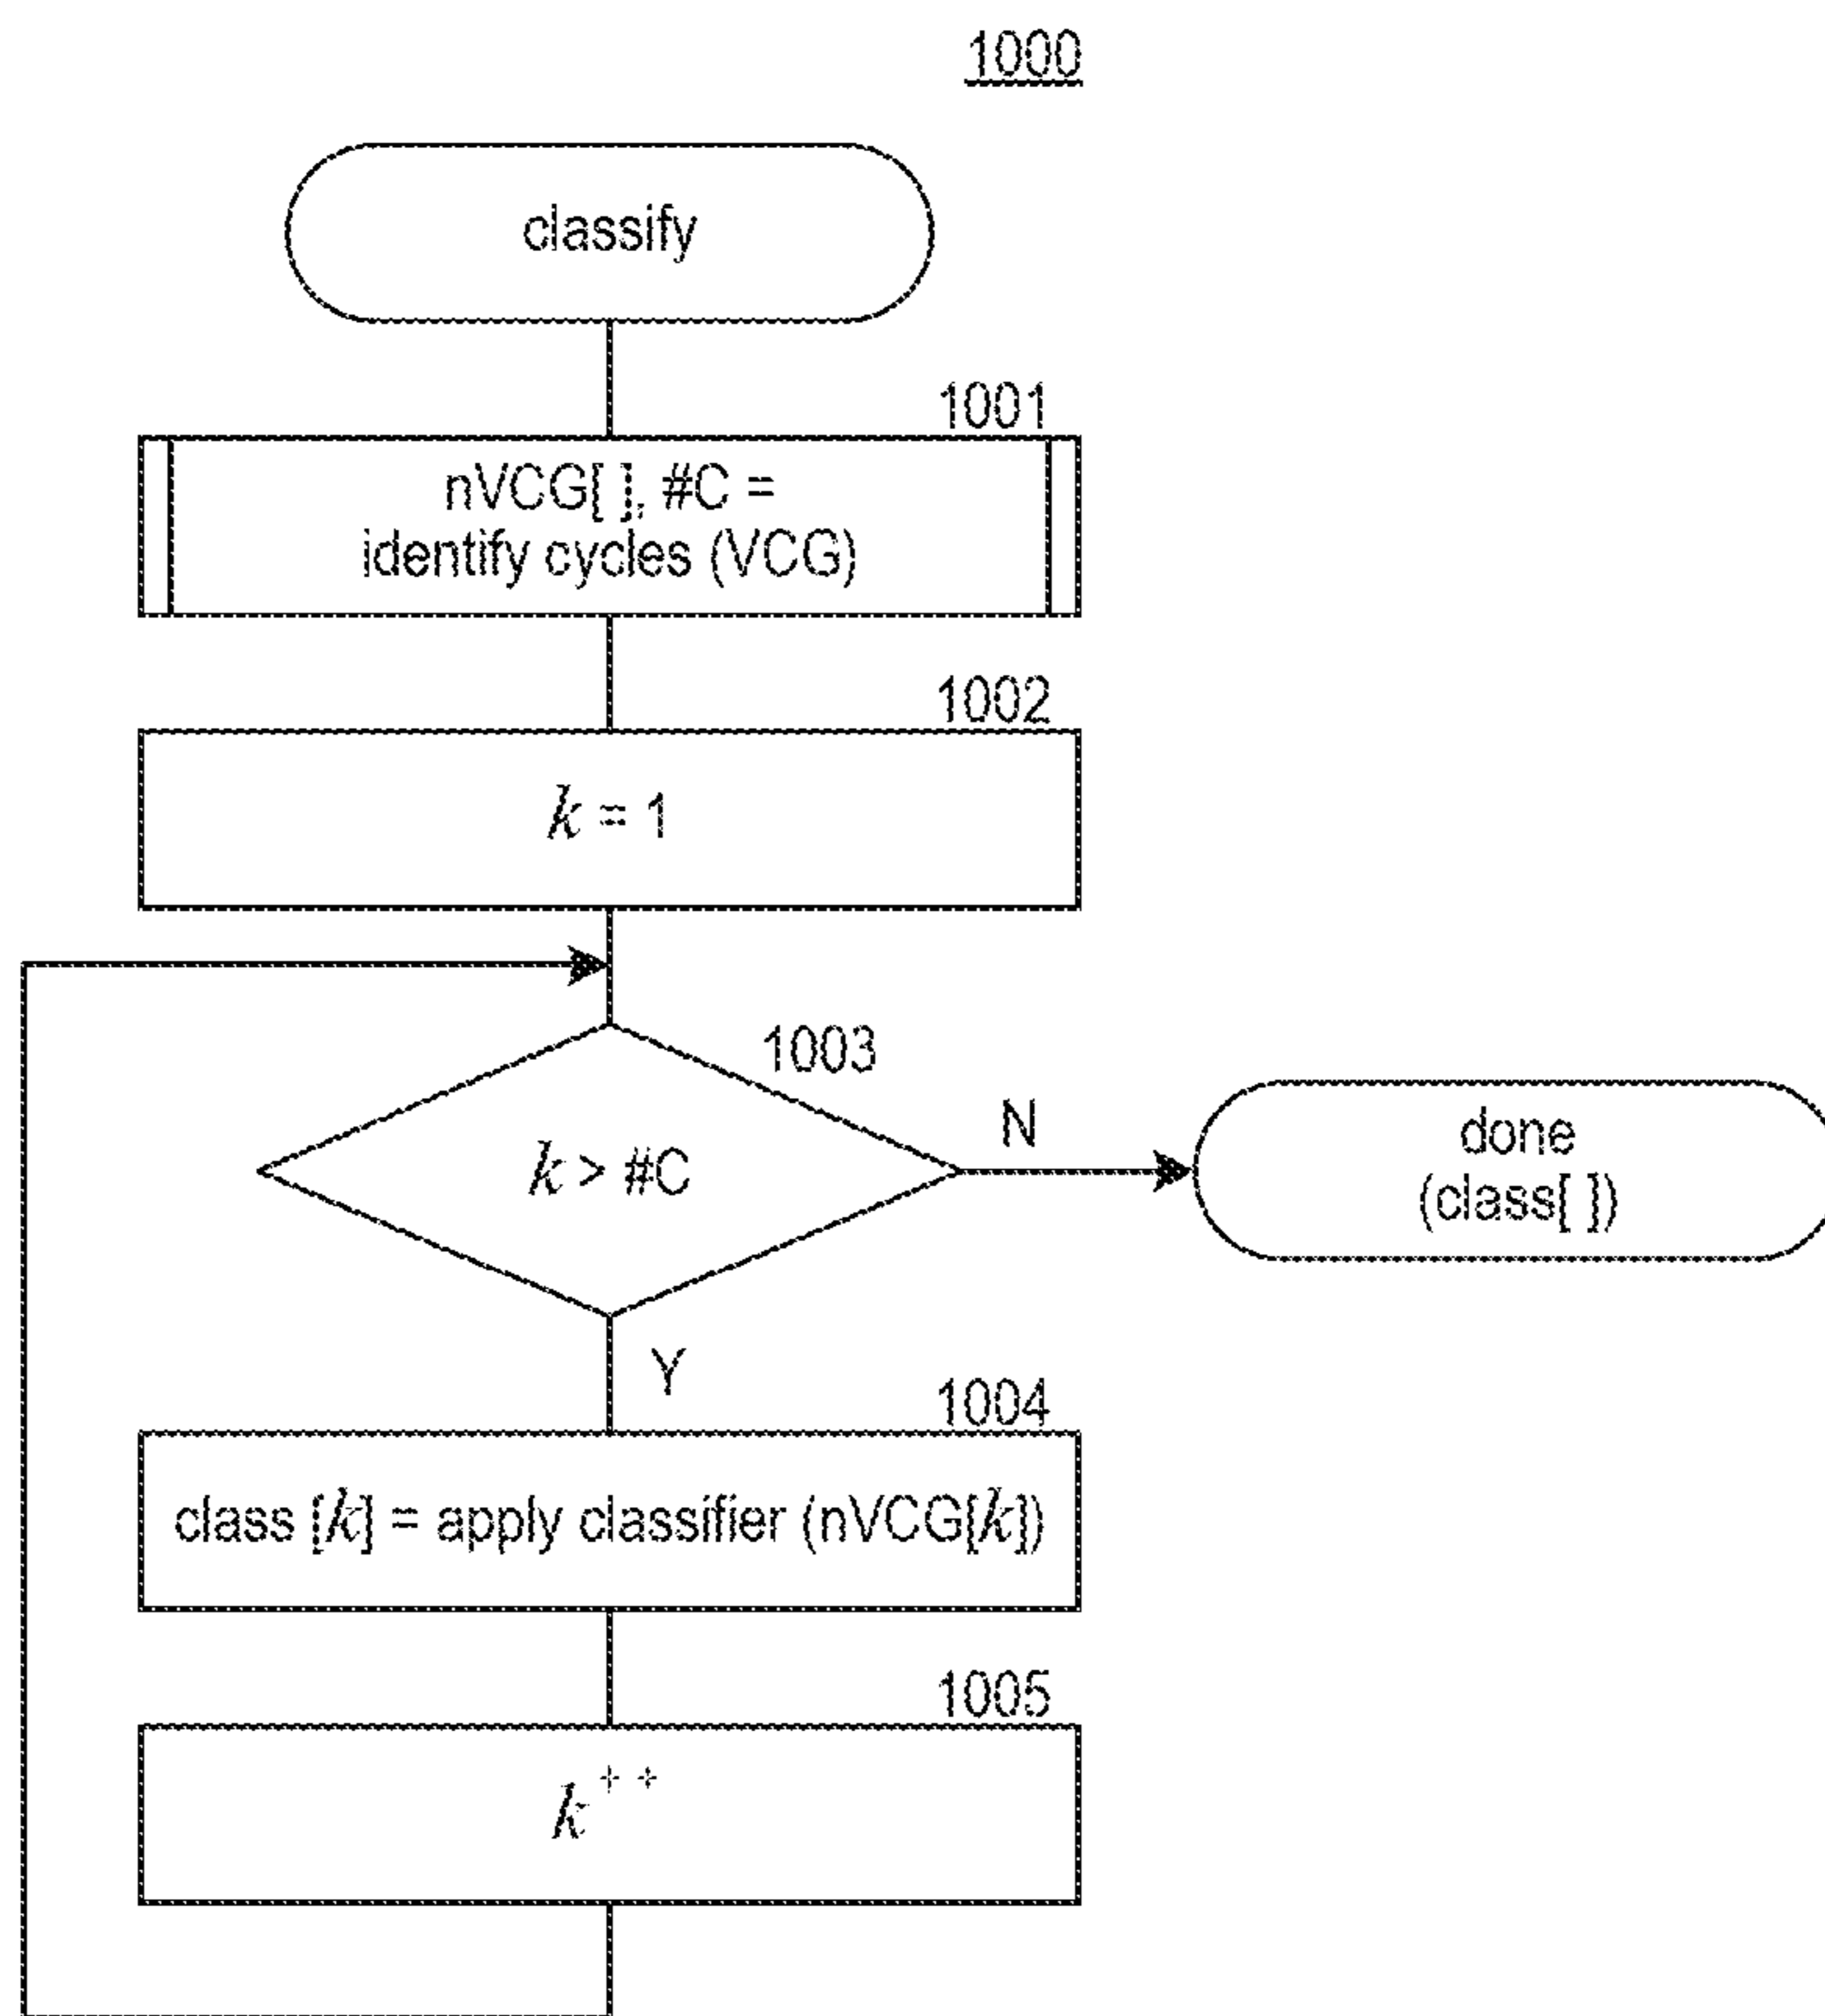 1000
classify
1001
nVCG[ ], #C =
identify cycles (VCG)
1002
k = 1
1003
k > #C
N
done
(class[ ])
Y
1004
class [k] = apply classifier (nVCG[k])
1005
k++